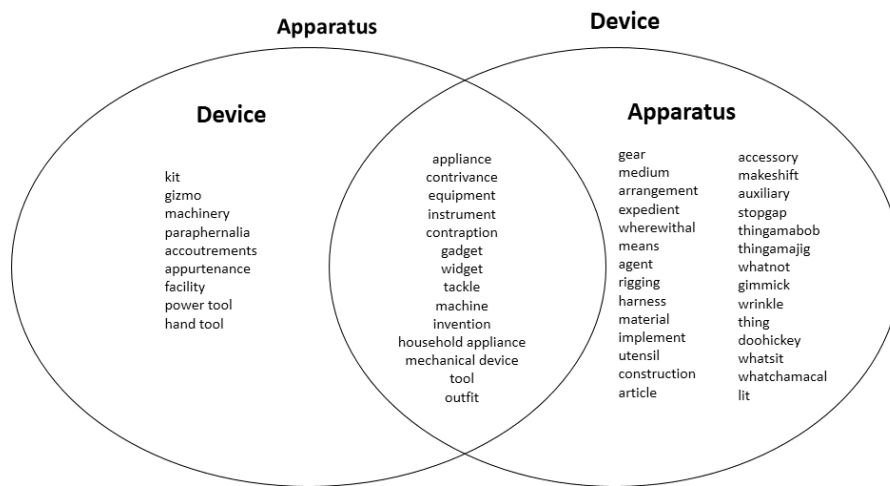 Apparatus
Device
Device
kit
gizmo
machinery
paraphernalia
accoutrements
appurtenance
facility
power tool
hand tool
appliance
contrivance
equipment
instrument
contraption
gadget
widget
tackle
machine
invention
household appliance
mechanical device
tool
outfit
Apparatus
gear
medium
arrangement
expedient
wherewithal
means
agent
rigging
harness
material
implement
utensil
construction
article
accessory
makeshift
auxiliary
stopgap
thingamabob
thingamajig
whatnot
gimmick
wrinkle
thing
doohickey
whatsit
whatchamacal
lit